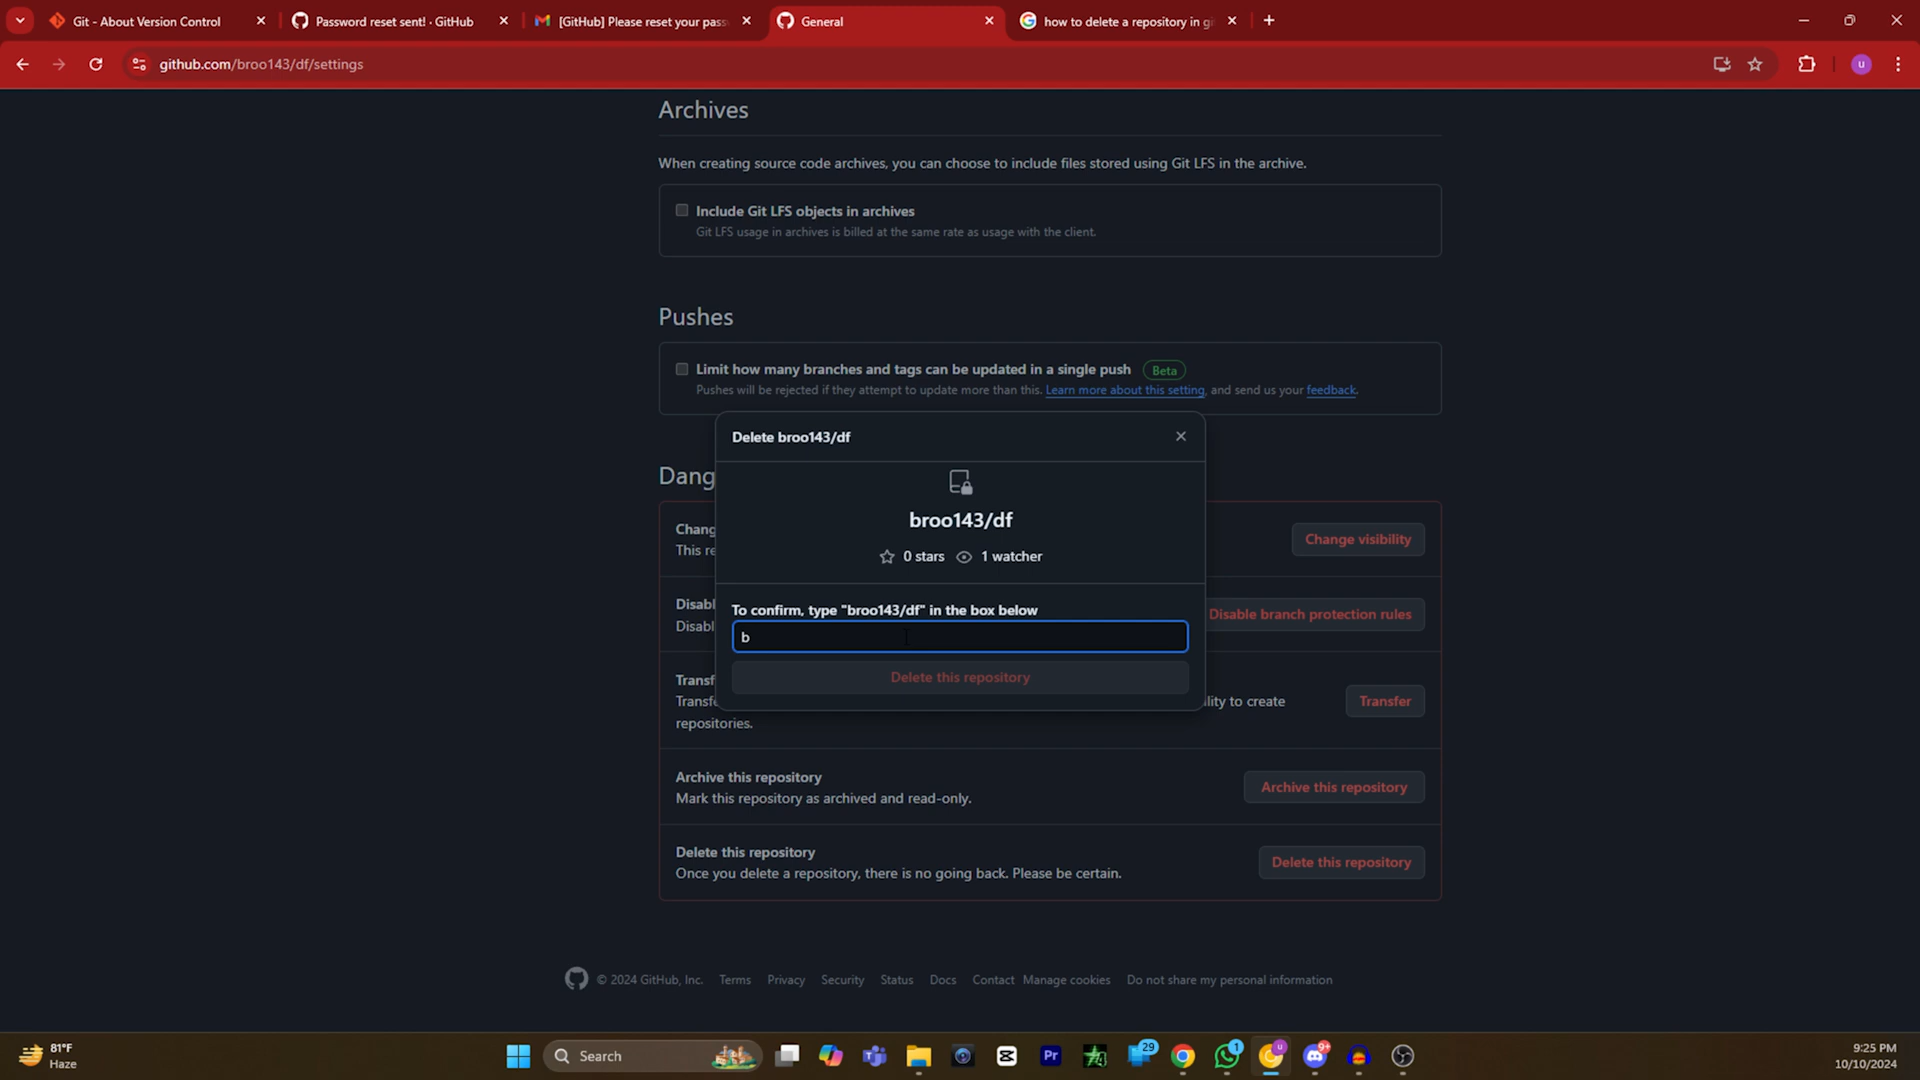 Git - About Version Control
Password reset sent! · GitHub
[GitHub] Please reset your pass
General
how to delete a repository in gi
github.com/broo143/df/settings
u
Archives
When creating source code archives, you can choose to include files stored using Git LFS in the archive.
Include Git LFS objects in archives
Git LFS usage in archives is billed at the same rate as usage with the client.
Pushes
Limit how many branches and tags can be updated in a single push Beta
Pushes will be rejected if they attempt to update more than this. Learn more about this setting, and send us your feedback.
Delete broo143/df
Dang
broo143/df
0 stars 1 watcher
Chang
This re
Change visibility
To confirm, type "broo143/df" in the box below
b
Delete this repository
Disabl
Disabl
Disable branch protection rules
Transf
Transfe
ility to create
repositories.
Transfer
Archive this repository
Mark this repository as archived and read-only.
Archive this repository
Delete this repository
Once you delete a repository, there is no going back. Please be certain.
Delete this repository
© 2024 GitHub, Inc. Terms Privacy Security Status Docs Contact Manage cookies Do not share my personal information
81°F
Haze
Search
Pr
29
1
u
9+
9:25 PM
10/10/2024